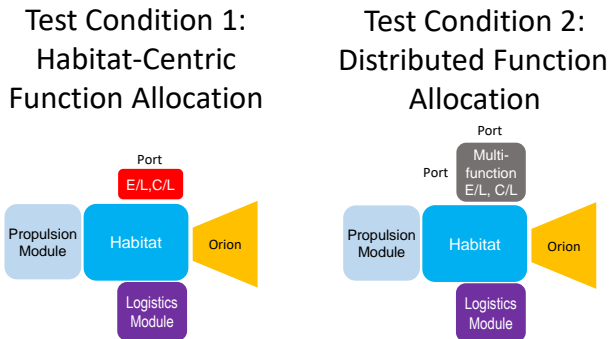 Test Condition 1:
Habitat-Centric
Function Allocation
Port
E/L,C/L
Propulsion
Module
Habitat
Orion
Logistics
Module
Test Condition 2:
Distributed Function
Allocation
Port
Port
Multi-
function
E/L, C/L
Propulsion
Module
Habitat
Orion
Logistics
Module